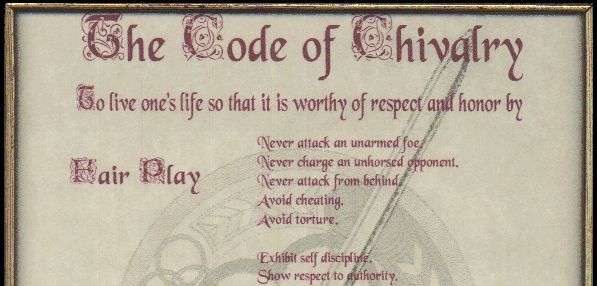 The Code of Chivalry
To live one's life so that it is worthy of respect and honor by
Fair Play
Never attack an unarmed foe.
Never charge an unhorsed opponent.
Never attack from behind.
Avoid cheating.
Avoid torture.
Exhibit self discipline.
Show respect to authority.